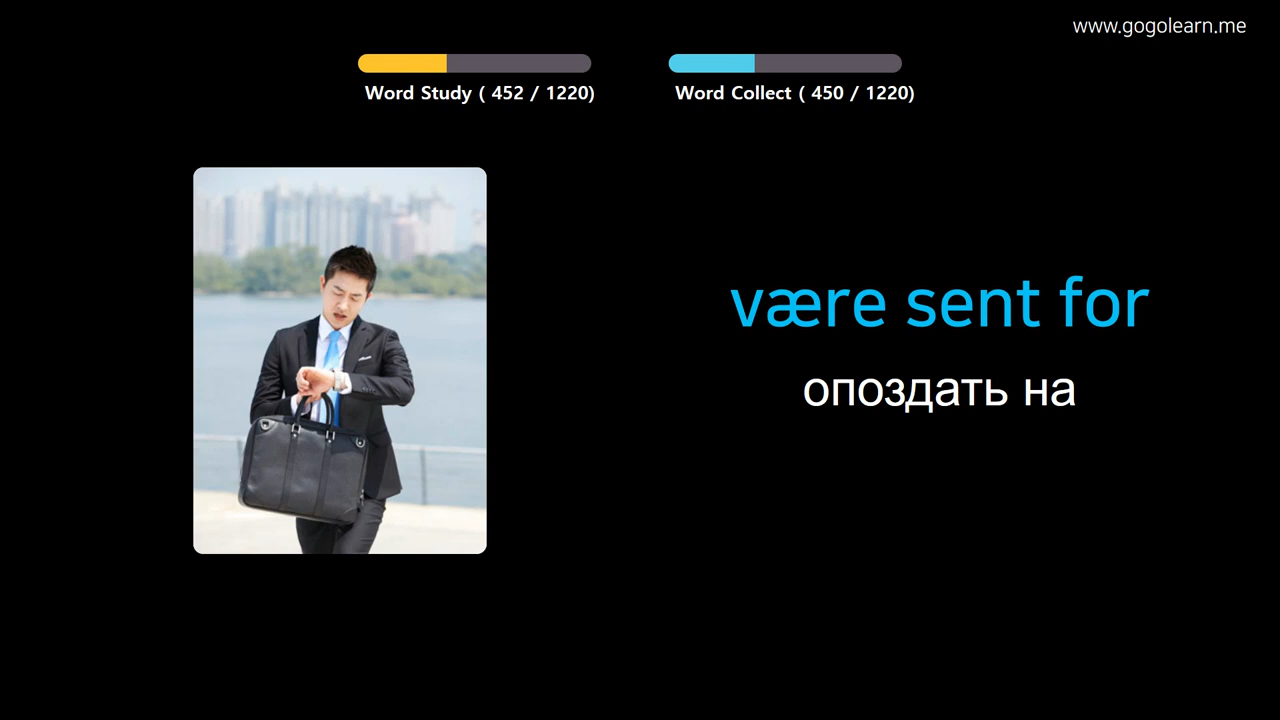 www.gogolearn.me
Word Study ( 452 / 1220)
Word Collect ( 450 / 1220)
være sent for
опоздать на